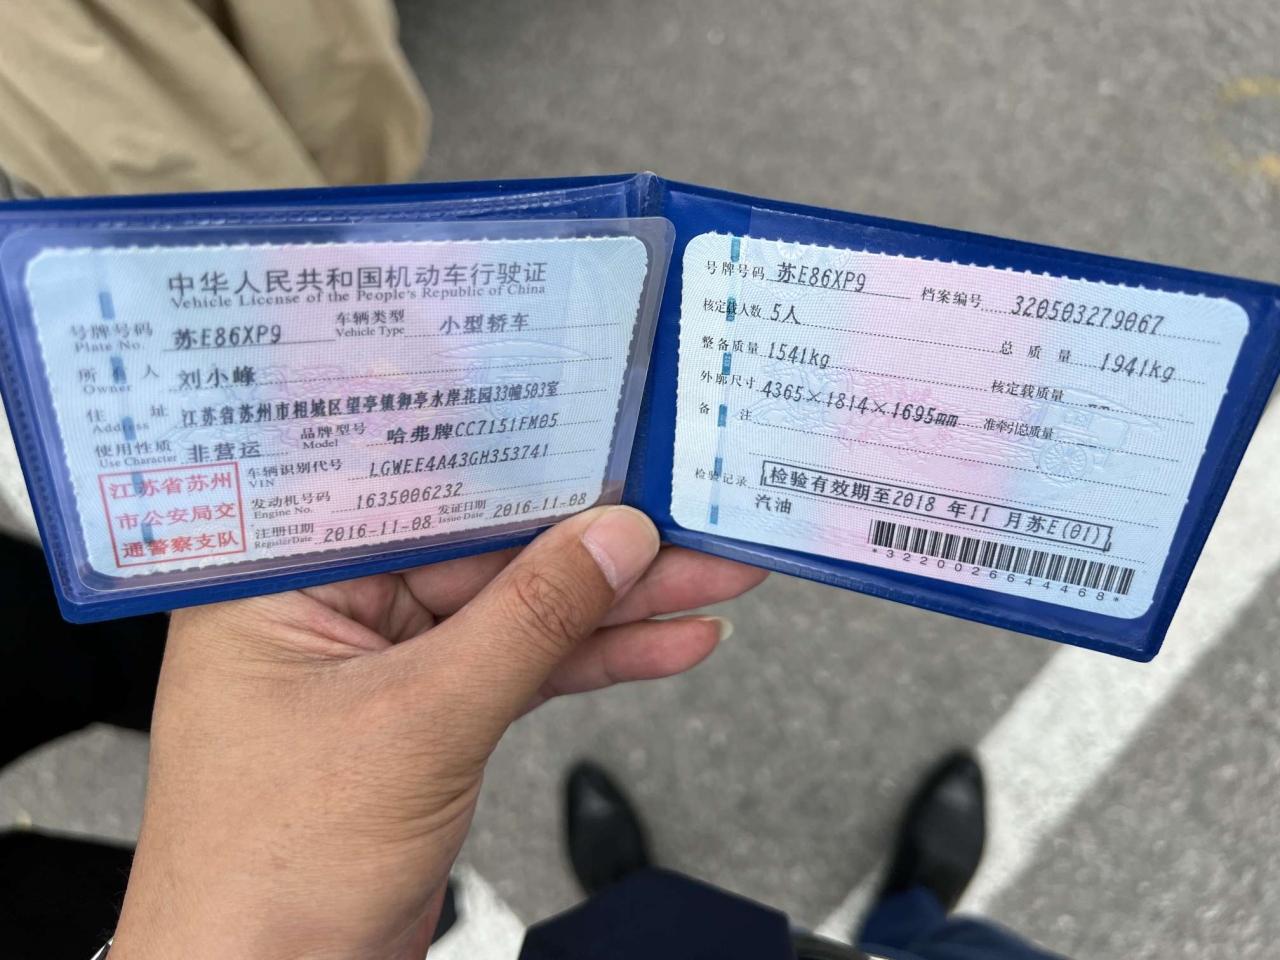 中华人民共和国机动车行驶证
Vehicle License of the People's Republic of China
号牌号码 苏E86XP9 车辆类型 小型轿车
Plate No. Vehicle Type
所有人 刘小峰
Owner
住址 江苏省苏州市相城区望亭镇御亭水岸花园33幢503室
Address
使用性质 非营运 品牌型号 哈弗牌CC7151FM05
Use Character Model
江苏省苏州
市公安局交
通警察支队
车辆识别代号 LGWEE4A43GH353741
VIN
发动机号码 1635006232
Engine No.
注册日期 2016-11-08 发证日期 2016-11-08
Register Date Issue Date
号牌号码 苏E86XP9 档案编号 320503279067
核定载人数 5人 总质量 1941kg
整备质量 1541kg 核定载质量 --
外廓尺寸 4365×1814×1695mm 准牵引总质量
备注
检验记录 检验有效期至2018 年11 月苏E(01)
汽油
*3220026644468*